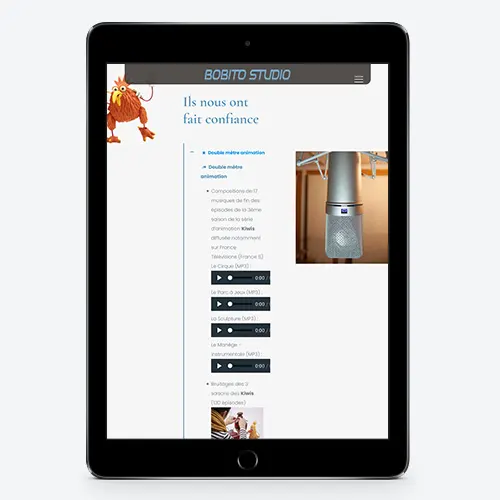 BOBITO STUDIO
Ils nous ont
fait confiance
Double mètre animation
Double mètre
animation
Compositions de 17
musiques de fin des
épisodes de la 3ème
saison de la série
d'animation Kiwis
diffusée notamment
sur France
Télévisions (France 5)
Le Cirque (MP3) :
0:00
Le Parc à Jeux (MP3) :
0:00
La Sculpture (MP3) :
0:00
Le Manège -
instrumentale (MP3) :
0:00
Bruitages des 3
saisons des Kiwis
(130 épisodes)